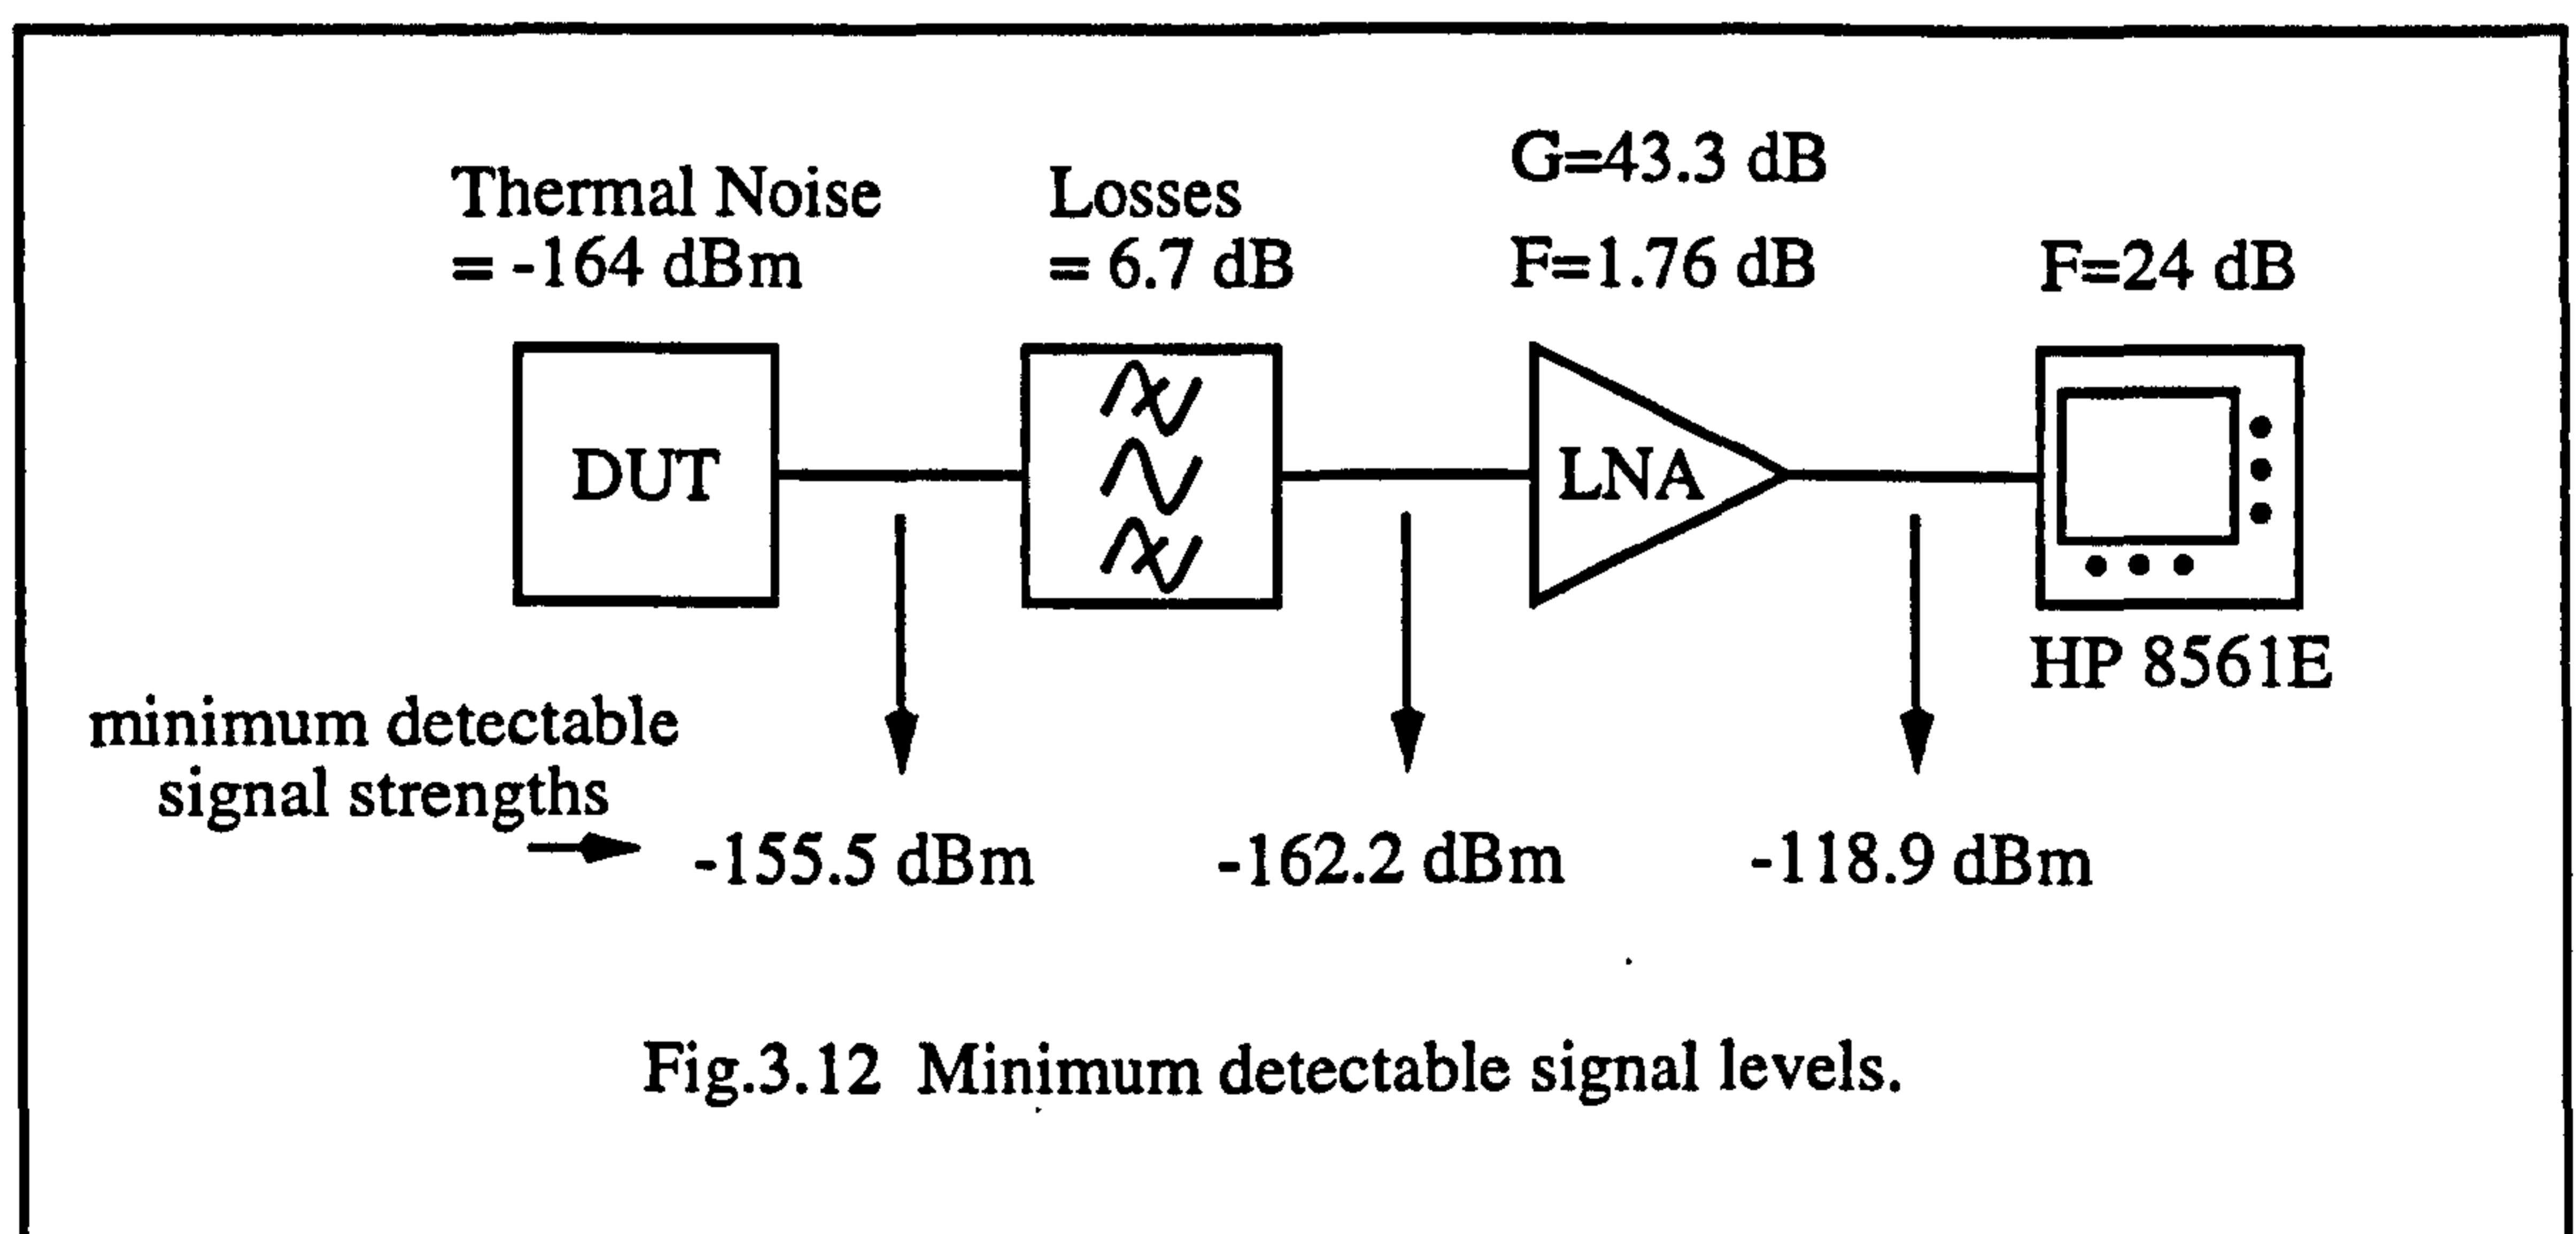 Thermal Noise
= -164 dBm
Losses
= 6.7 dB
G=43.3 dB
F=1.76 dB
F=24 dB
DUT
LNA
HP 8561E
minimum detectable
signal strengths
-155.5 dBm
-162.2 dBm
-118.9 dBm
Fig.3.12 Minimum detectable signal levels.